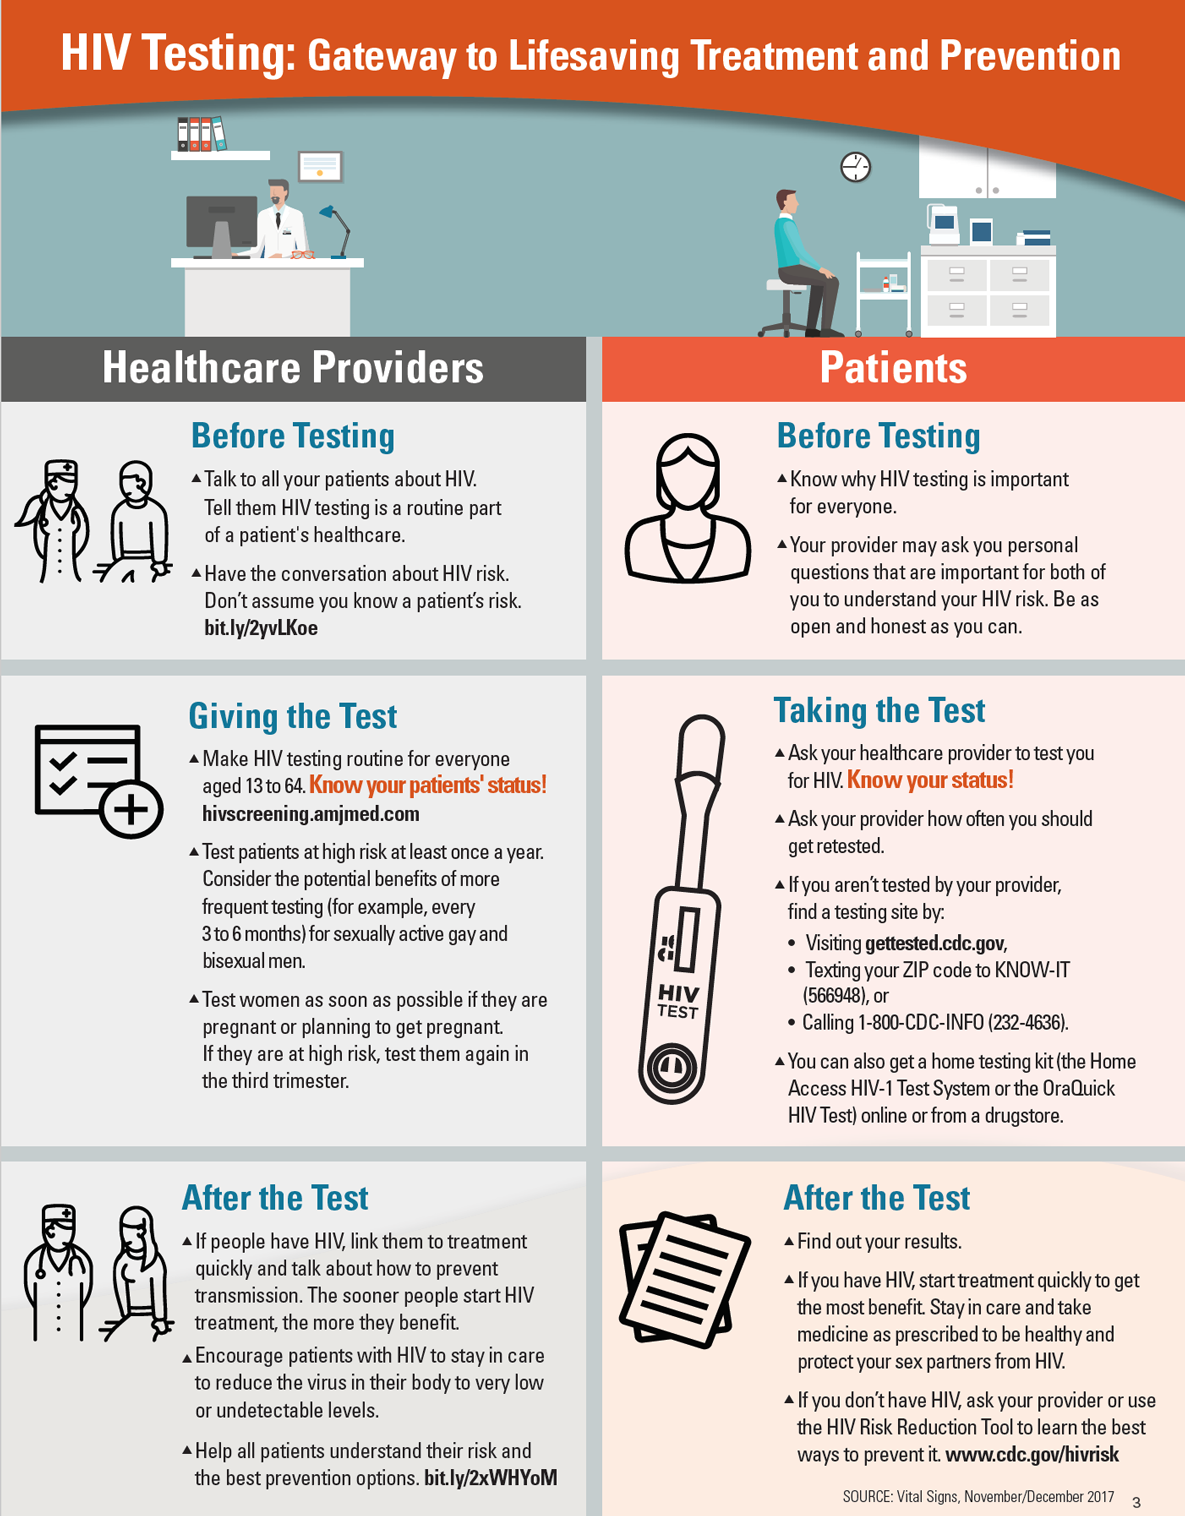 HIV Testing: Gateway to Lifesaving Treatment and Prevention
Healthcare Providers
Before Testing
▲Talk to all your patients about HIV.
Tell them HIV testing is a routine part
of a patient's healthcare.
▲Have the conversation about HIV risk.
Don't assume you know a patient's risk.
bit.ly/2yvLKoe
Giving the Test
▲Make HIV testing routine for everyone
aged 13 to 64. Know your patients' status!
hivscreening.amjmed.com
▲Test patients at high risk at least once a year.
Consider the potential benefits of more
frequent testing (for example, every
3 to 6 months) for sexually active gay and
bisexual men.
▲Test women as soon as possible if they are
pregnant or planning to get pregnant.
If they are at high risk, test them again in
the third trimester.
After the Test
▲If people have HIV, link them to treatment
quickly and talk about how to prevent
transmission. The sooner people start HIV
treatment, the more they benefit.
▲Encourage patients with HIV to stay in care
to reduce the virus in their body to very low
or undetectable levels.
▲Help all patients understand their risk and
the best prevention options. bit.ly/2xWHYoM
Patients
Before Testing
▲Know why HIV testing is important
for everyone.
▲Your provider may ask you personal
questions that are important for both of
you to understand your HIV risk. Be as
open and honest as you can.
Taking the Test
▲Ask your healthcare provider to test you
for HIV. Know your status!
▲Ask your provider how often you should
get retested.
▲If you aren't tested by your provider,
find a testing site by:
• Visiting gettested.cdc.gov,
• Texting your ZIP code to KNOW-IT
(566948), or
• Calling 1-800-CDC-INFO (232-4636).
▲You can also get a home testing kit (the Home
Access HIV-1 Test System or the OraQuick
HIV Test) online or from a drugstore.
HIV
TEST
After the Test
▲Find out your results.
▲If you have HIV, start treatment quickly to get
the most benefit. Stay in care and take
medicine as prescribed to be healthy and
protect your sex partners from HIV.
▲If you don't have HIV, ask your provider or use
the HIV Risk Reduction Tool to learn the best
ways to prevent it. www.cdc.gov/hivrisk
SOURCE: Vital Signs, November/December 2017
3